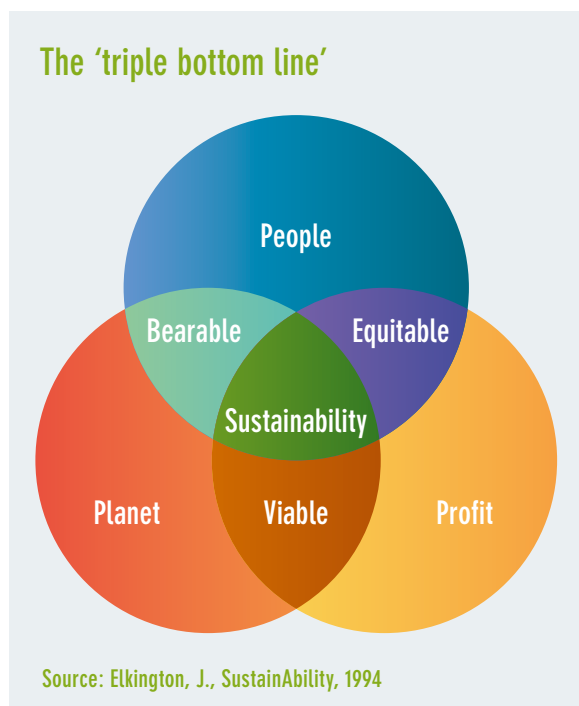 The ‘triple bottom line’
People
Bearable
Equitable
Sustainability
Planet
Viable
Profit
Source: Elkington, J., SustainAbility, 1994